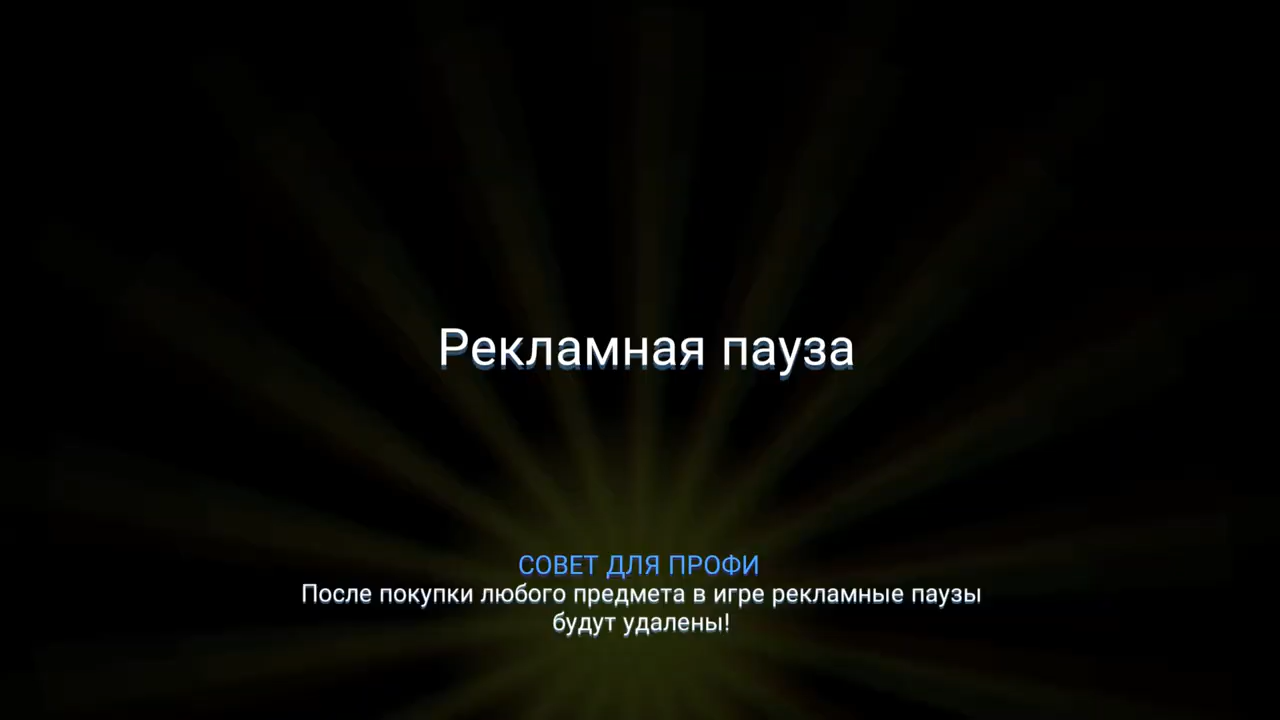 Рекламная пауза
СОВЕТ ДЛЯ ПРОФИ
После покупки любого предмета в игре рекламные паузы
будут удалены!